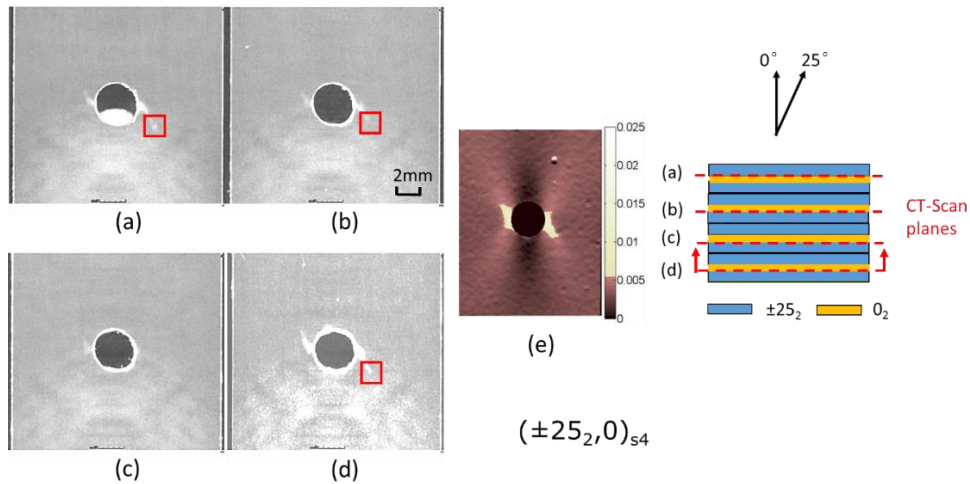 2mm
(a)
(b)
(c)
(d)
0.025
0.02
0.015
0.01
0.005
0
(e)
0°
25°
(a)
(b)
(c)
(d)
CT-Scan
planes
±25₂
0₂
(±25₂,0)ₛ₄